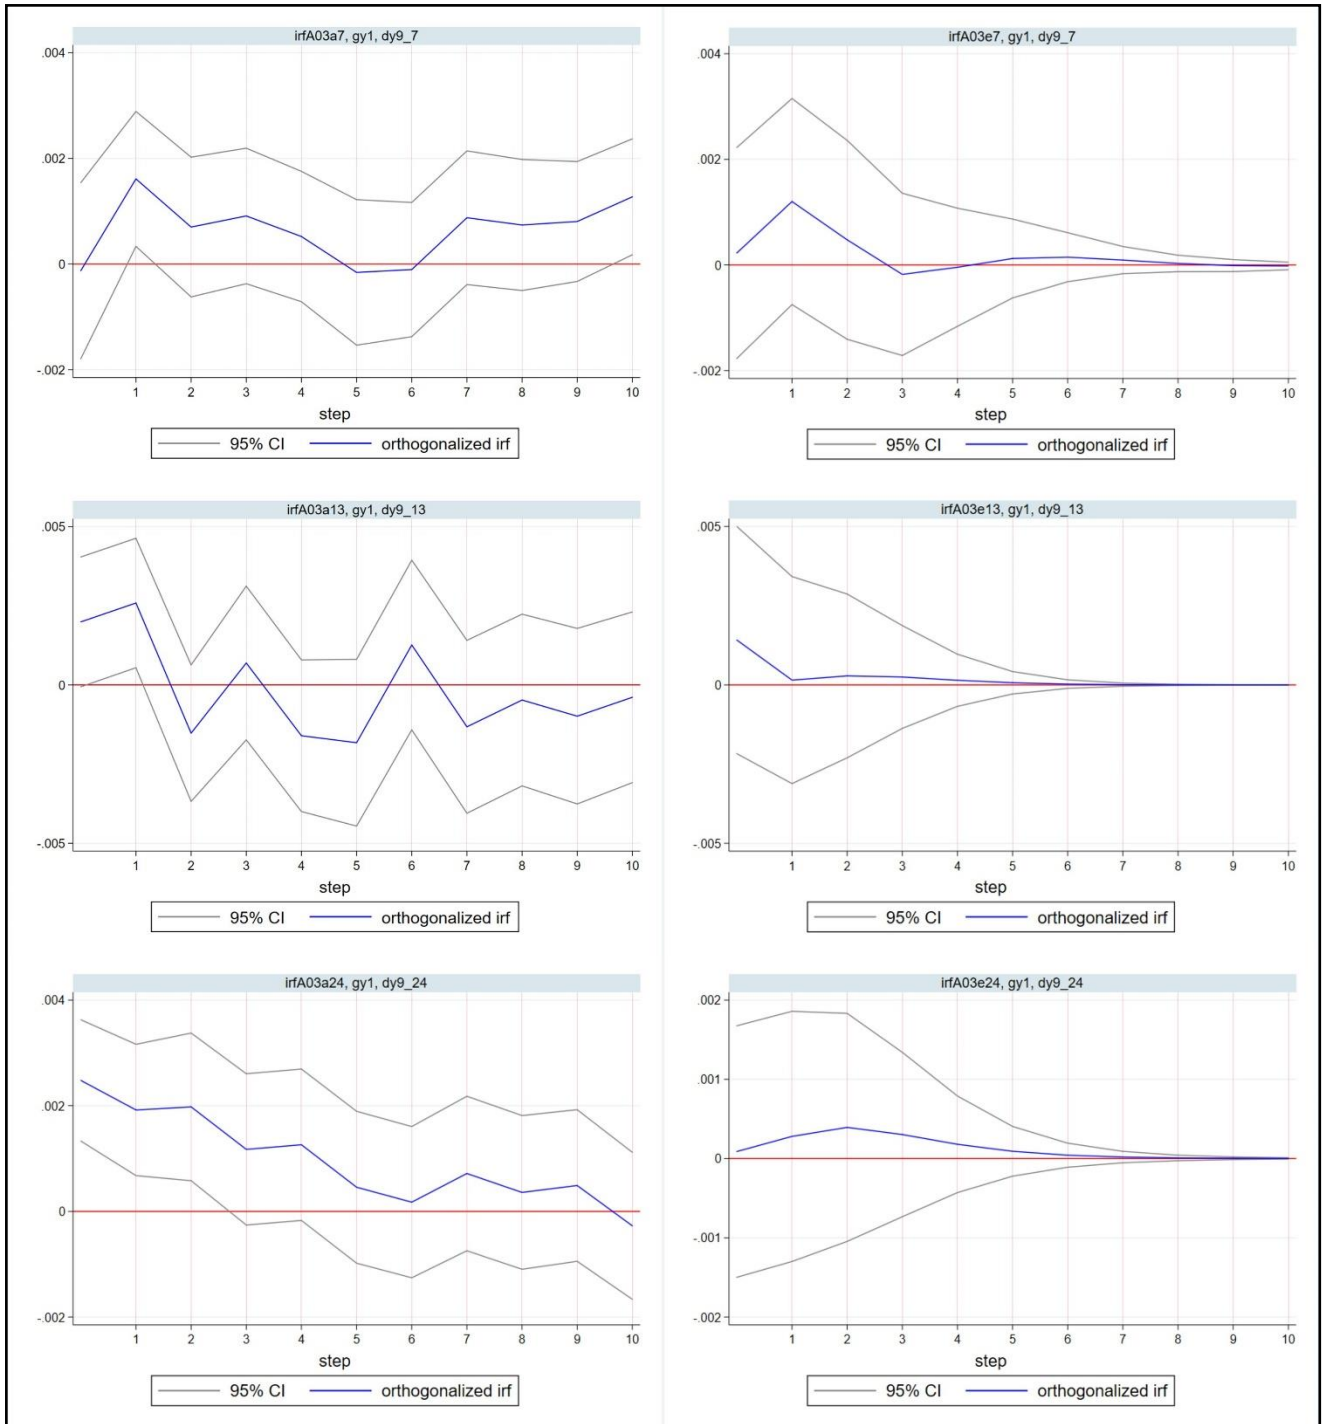 irfA03a7, gy1, dy9_7
.004
.002
0
-.002
1 2 3 4 5 6 7 8 9 10
step
95% CI orthogonalized irf
irfA03e7, gy1, dy9_7
.004
.002
0
-.002
1 2 3 4 5 6 7 8 9 10
step
95% CI orthogonalized irf
irfA03a13, gy1, dy9_13
.005
0
-.005
1 2 3 4 5 6 7 8 9 10
step
95% CI orthogonalized irf
irfA03e13, gy1, dy9_13
.005
0
-.005
1 2 3 4 5 6 7 8 9 10
step
95% CI orthogonalized irf
irfA03a24, gy1, dy9_24
.004
.002
0
-.002
1 2 3 4 5 6 7 8 9 10
step
95% CI orthogonalized irf
irfA03e24, gy1, dy9_24
.002
.001
0
-.001
-.002
1 2 3 4 5 6 7 8 9 10
step
95% CI orthogonalized irf